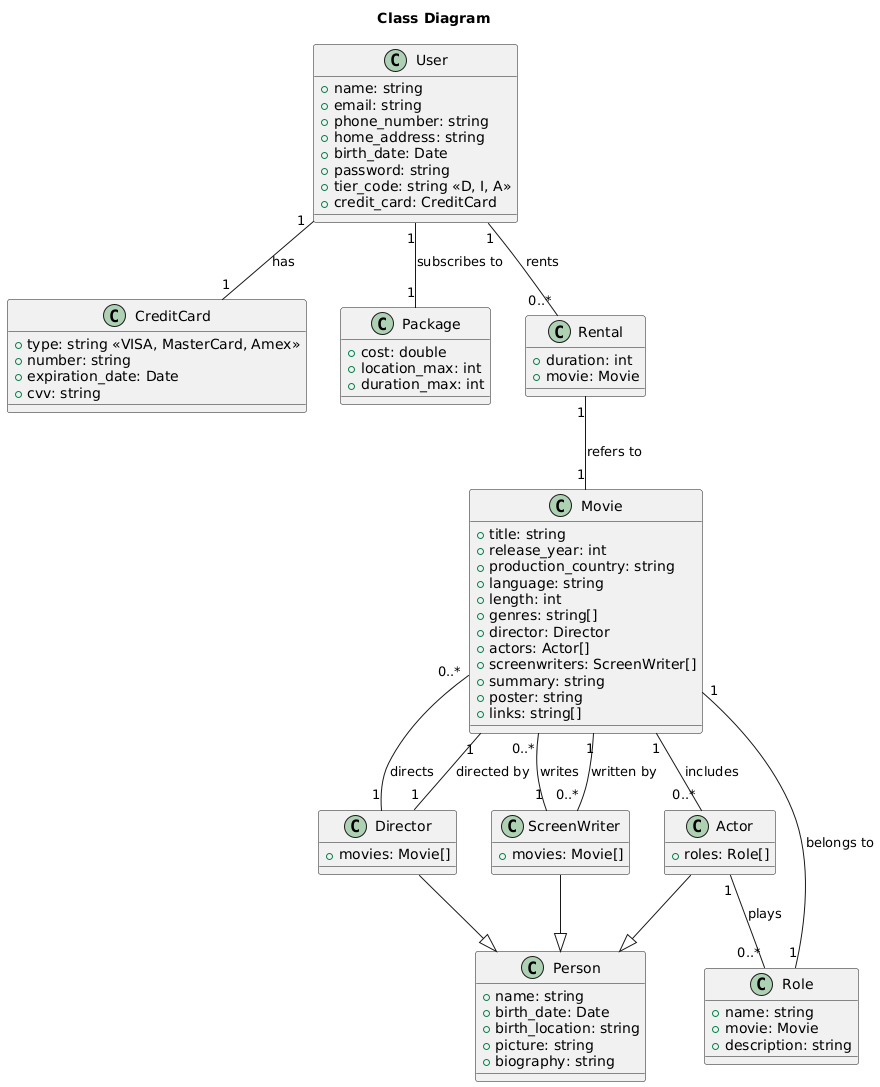 Class Diagram
C User
name: string
email: string
phone_number: string
home_address: string
birth_date: Date
password: string
tier_code: string «D, I, A»
credit_card: CreditCard
1
1
1
has
subscribes to
rents
1
1
0..*
C CreditCard
type: string «VISA, MasterCard, Amex»
number: string
expiration_date: Date
cvv: string
C Package
cost: double
location_max: int
duration_max: int
C Rental
duration: int
movie: Movie
1
refers to
1
C Movie
title: string
release_year: int
production_country: string
language: string
length: int
genres: string[]
director: Director
actors: Actor[]
screenwriters: ScreenWriter[]
summary: string
poster: string
links: string[]
0..*
1
1
0..*
1
1
directs
directed by
writes
written by
includes
1
1
1
0..*
0..*
belongs to
C Director
movies: Movie[]
C ScreenWriter
movies: Movie[]
C Actor
roles: Role[]
1
plays
0..*
1
C Person
name: string
birth_date: Date
birth_location: string
picture: string
biography: string
C Role
name: string
movie: Movie
description: string